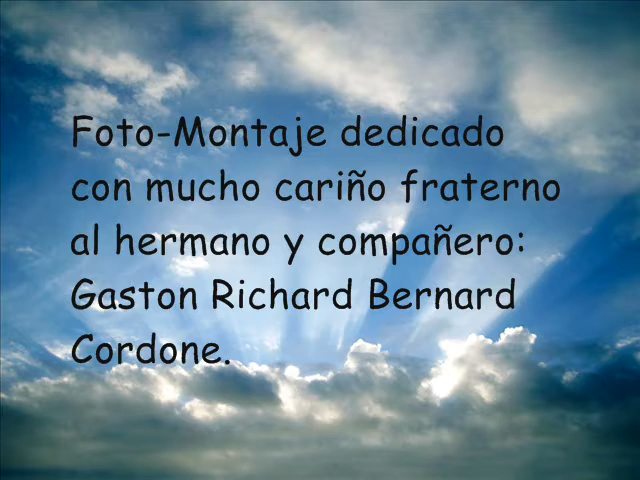 Foto-Montaje dedicado
con mucho cariño fraterno
al hermano y compañero:
Gaston Richard Bernard
Cordone.